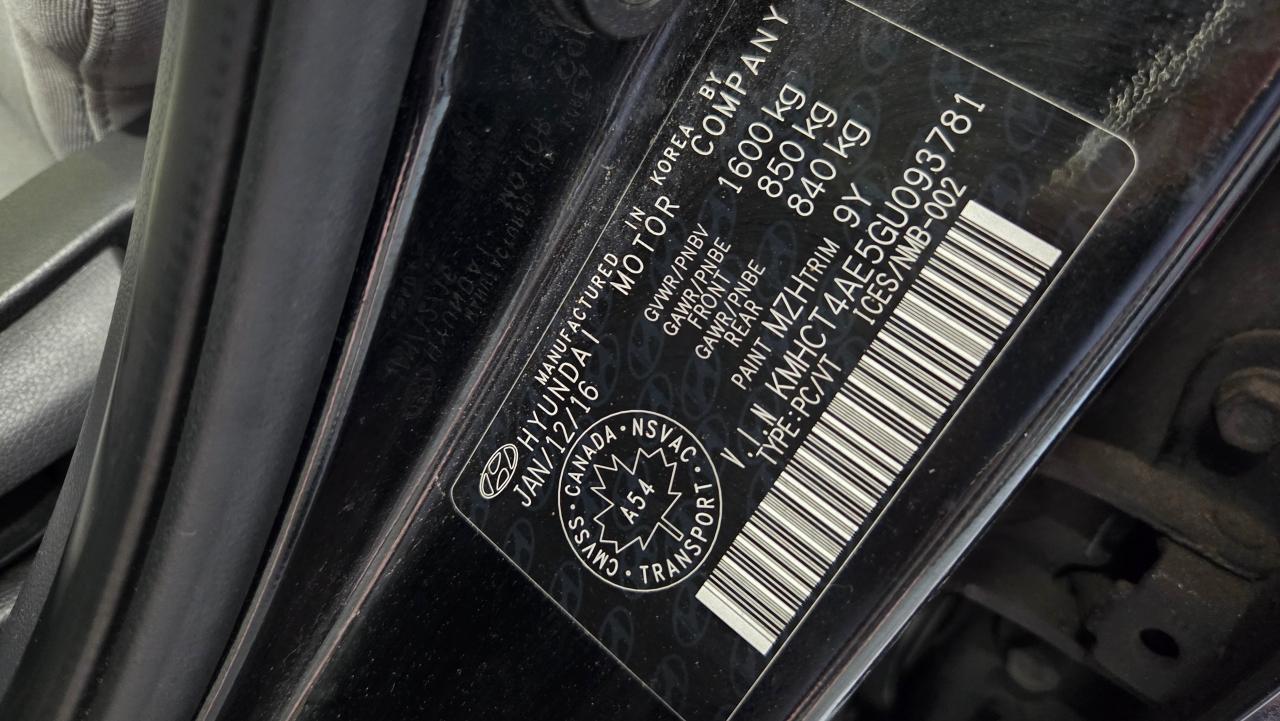 MANUFACTURED IN KOREA BY
HYUNDAI MOTOR COMPANY
JAN/12/16
GVWR/PNBV 1600 kg
GAWR/PNBE FRONT 850 kg
GAWR/PNBE REAR 840 kg
PAINT MZH TRIM 9Y
V.I.N KMHCT4AE5GU093781
TYPE:PC/VT ICES/NMB-002
CANADA · NSVAC · TRANSPORT · CMVSS ·
A54